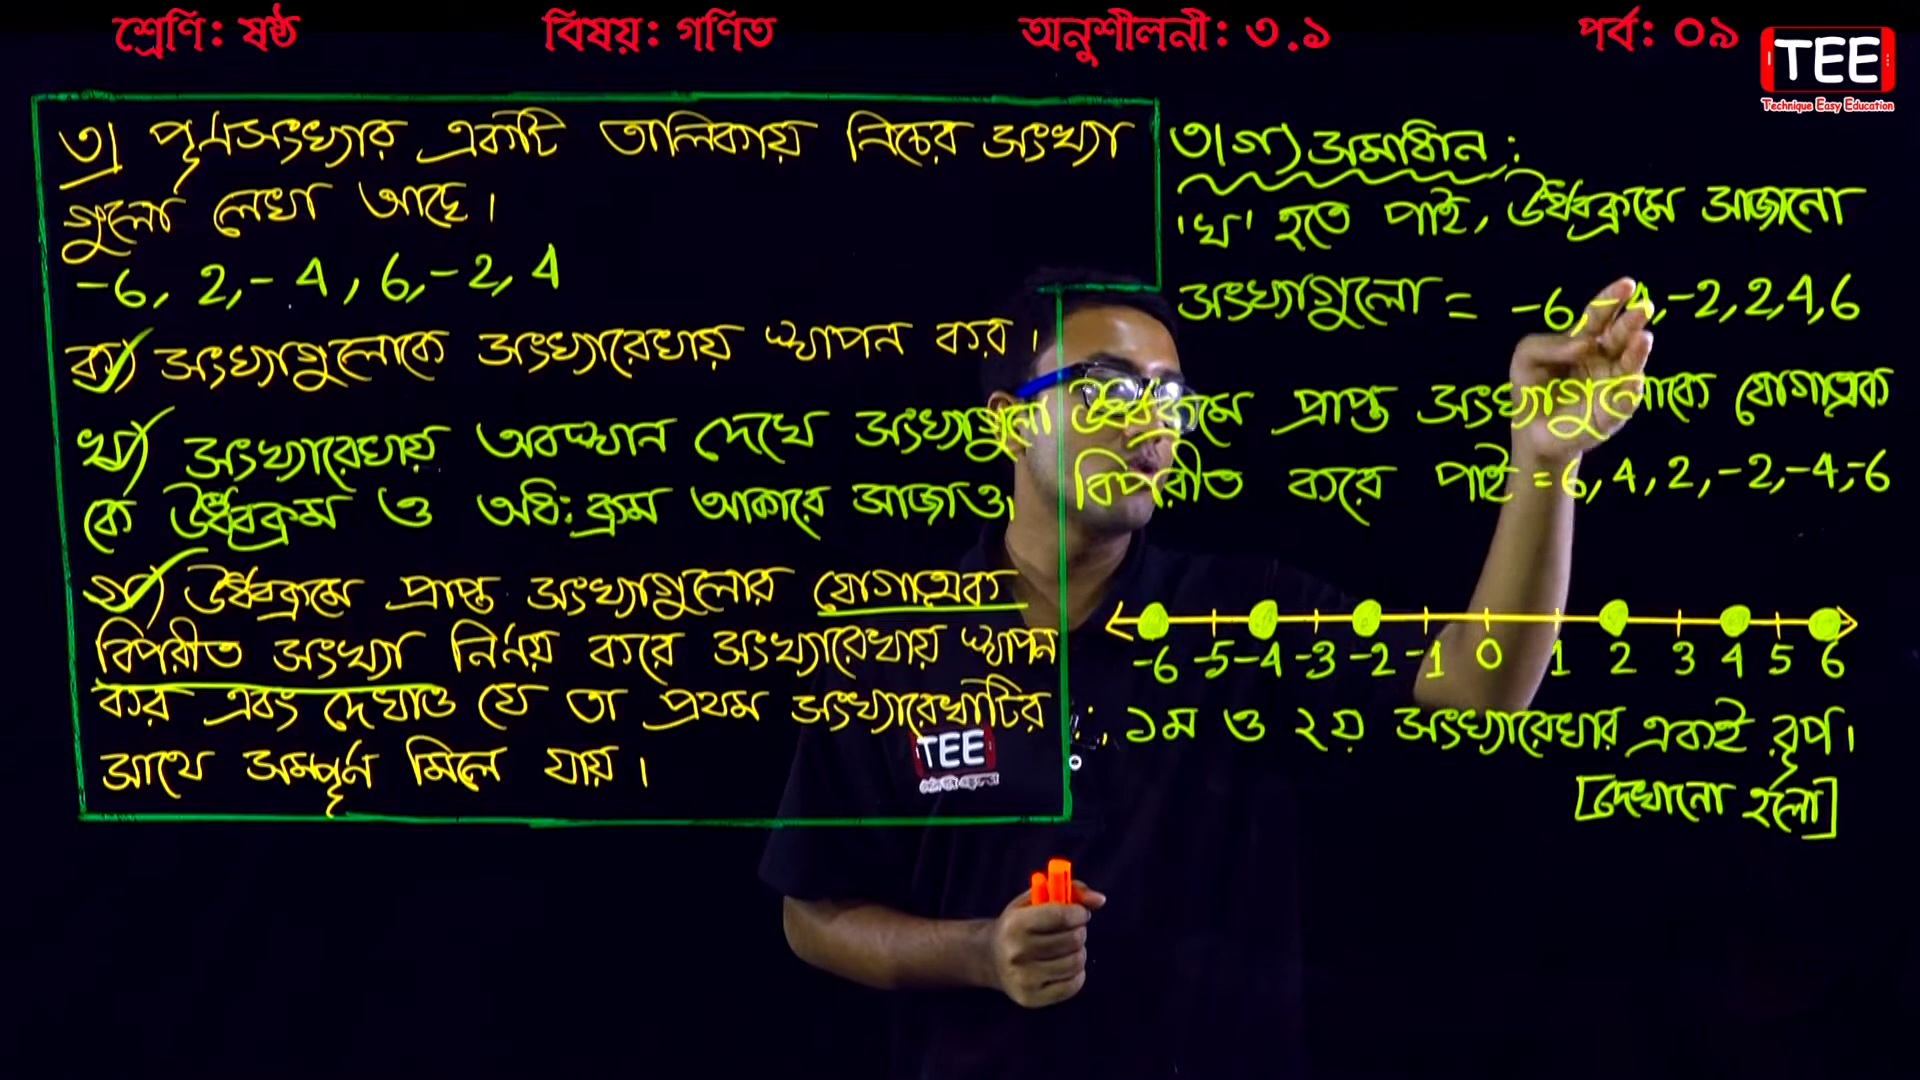 শ্রেণি: ষষ্ঠ বিষয়: গণিত অনুশীলনী: ৩.১ পর্ব: ০৯
TEE
Technique Easy Education
৩) পূর্ণসংখ্যার একটি তালিকায় নিচের সংখ্যা
গুলো লেখা আছে।
-6, 2, -4, 6, -2, 4
ক) সংখ্যাগুলোকে সংখ্যারেখায় স্থাপন কর।
খ) সংখ্যারেখায় অবস্থান দেখে সংখ্যাগুলো
কে ঊর্ধ্বক্রম ও অধঃক্রম আকারে সাজাও।
গ) ঊর্ধ্বক্রমে প্রাপ্ত সংখ্যাগুলোর যোগাত্মক
বিপরীত সংখ্যা নির্ণয় করে সংখ্যারেখায় স্থাপন
কর এবং দেখাও যে তা প্রথম সংখ্যারেখাটির
সাথে সম্পূর্ণ মিলে যায়।
৩।গ) সমাধান:
'খ' হতে পাই, ঊর্ধ্বক্রমে সাজানো
সংখ্যাগুলো = -6, -4, -2, 2, 4, 6
ঊর্ধ্বক্রমে প্রাপ্ত সংখ্যাগুলোকে যোগাত্মক
বিপরীত করে পাই = 6, 4, 2, -2, -4, -6
-6 -5 -4 -3 -2 -1 0 1 2 3 4 5 6
∴ ১ম ও ২য় সংখ্যারেখার একই রূপ।
[দেখানো হলো]
TEE